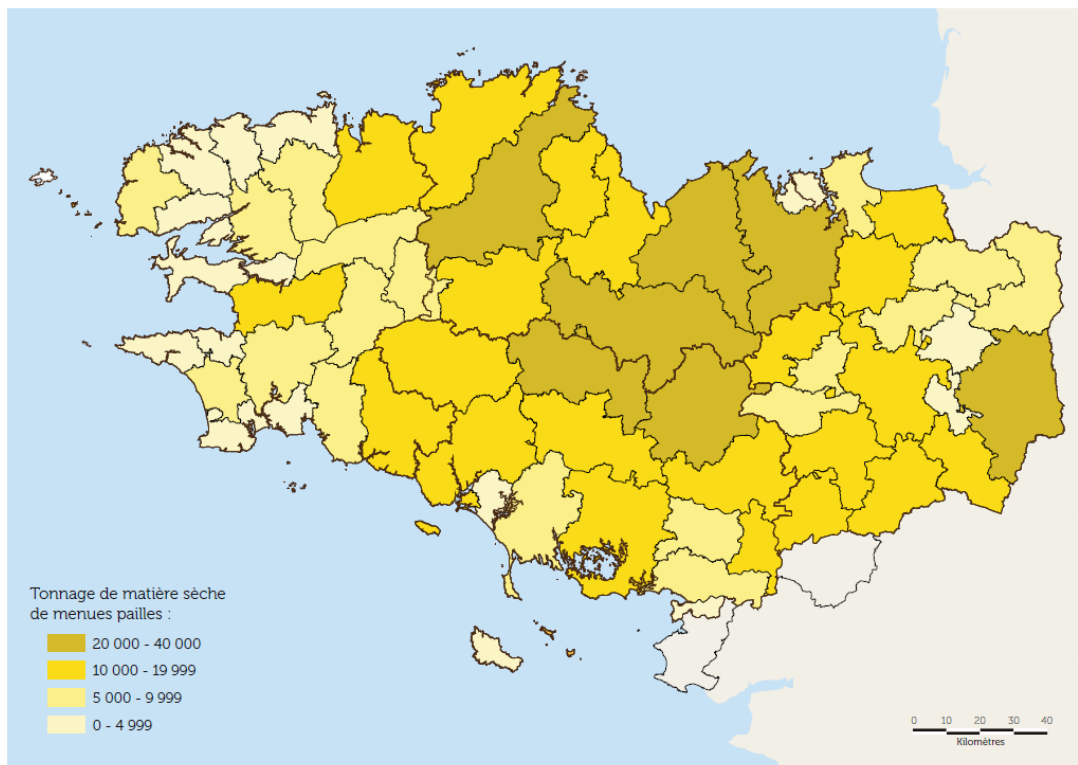 Tonnage de matière sèche
de menues pailles :
20 000 - 40 000
10 000 - 19 999
5 000 - 9 999
0 - 4 999
0 10 20 30 40
Kilomètres